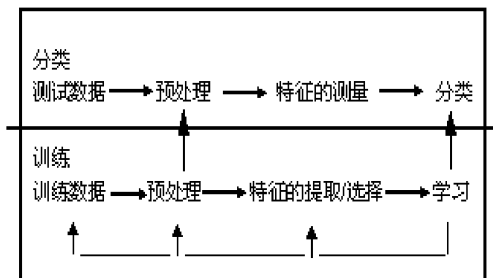 分类
测试数据 预处理 特征的测量 分类
训练
训练数据 预处理 特征的提取/选择 学习